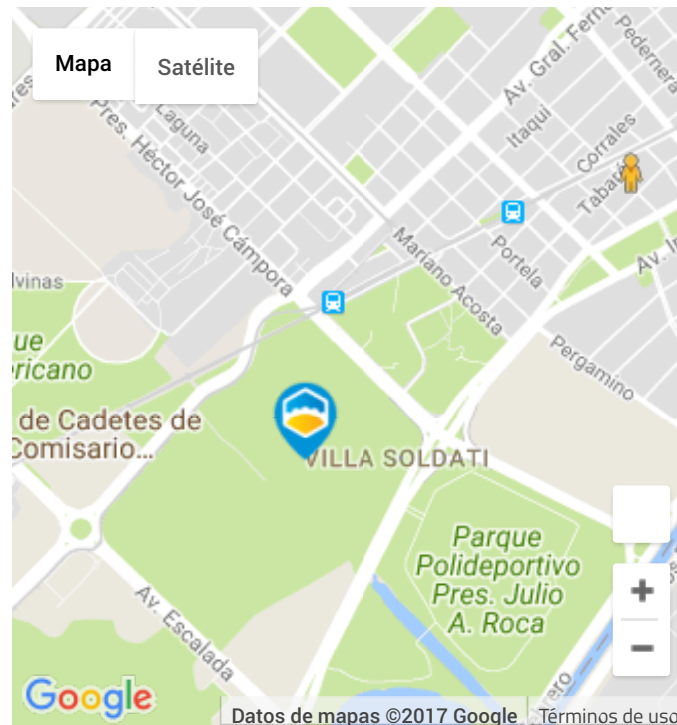 Mapa
Satélite
Av. Gral. Ferna
Pedernera
Itaqui
Corrales
Tabaré
Laguna
Pres. Héctor José Cámpora
Mariano Acosta
Portela
Av. In
lvinas
Pergamino
ue
ricano
de Cadetes de
Comisario...
VILLA SOLDATI
Parque
Polideportivo
Pres. Julio
A. Roca
Av. Escalada
Google
Datos de mapas ©2017 Google
Términos de uso